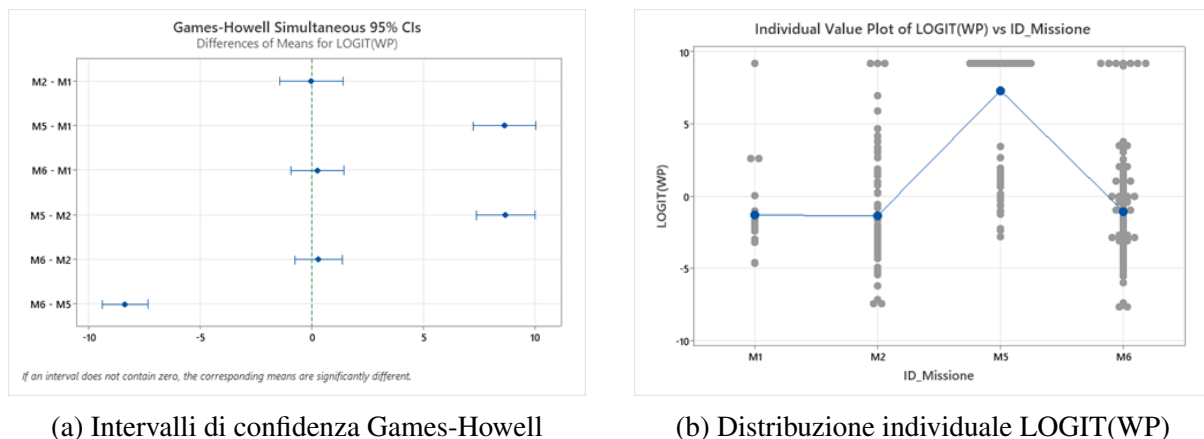 Games-Howell Simultaneous 95% CIs
Differences of Means for LOGIT(WP)
M2 - M1
M5 - M1
M6 - M1
M5 - M2
M6 - M2
M6 - M5
-10
-5
0
5
10
If an interval does not contain zero, the corresponding means are significantly different.
(a) Intervalli di confidenza Games-Howell
Individual Value Plot of LOGIT(WP) vs ID_Missione
10
5
0
-5
-10
LOGIT(WP)
M1
M2
M5
M6
ID_Missione
(b) Distribuzione individuale LOGIT(WP)